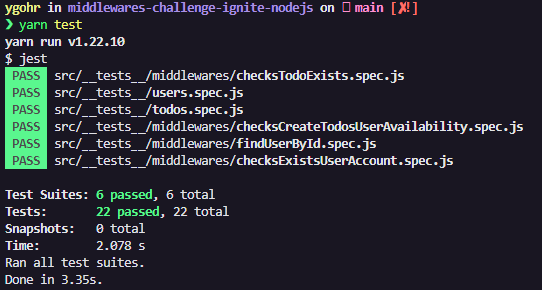 ygohr in middlewares-challenge-ignite-nodejs on main [✘!]
❯ yarn test
yarn run v1.22.10
$ jest
PASS src/__tests__/middlewares/checksTodoExists.spec.js
PASS src/__tests__/users.spec.js
PASS src/__tests__/todos.spec.js
PASS src/__tests__/middlewares/checksCreateTodosUserAvailability.spec.js
PASS src/__tests__/middlewares/findUserById.spec.js
PASS src/__tests__/middlewares/checksExistsUserAccount.spec.js
Test Suites: 6 passed, 6 total
Tests: 22 passed, 22 total
Snapshots: 0 total
Time: 2.078 s
Ran all test suites.
Done in 3.35s.